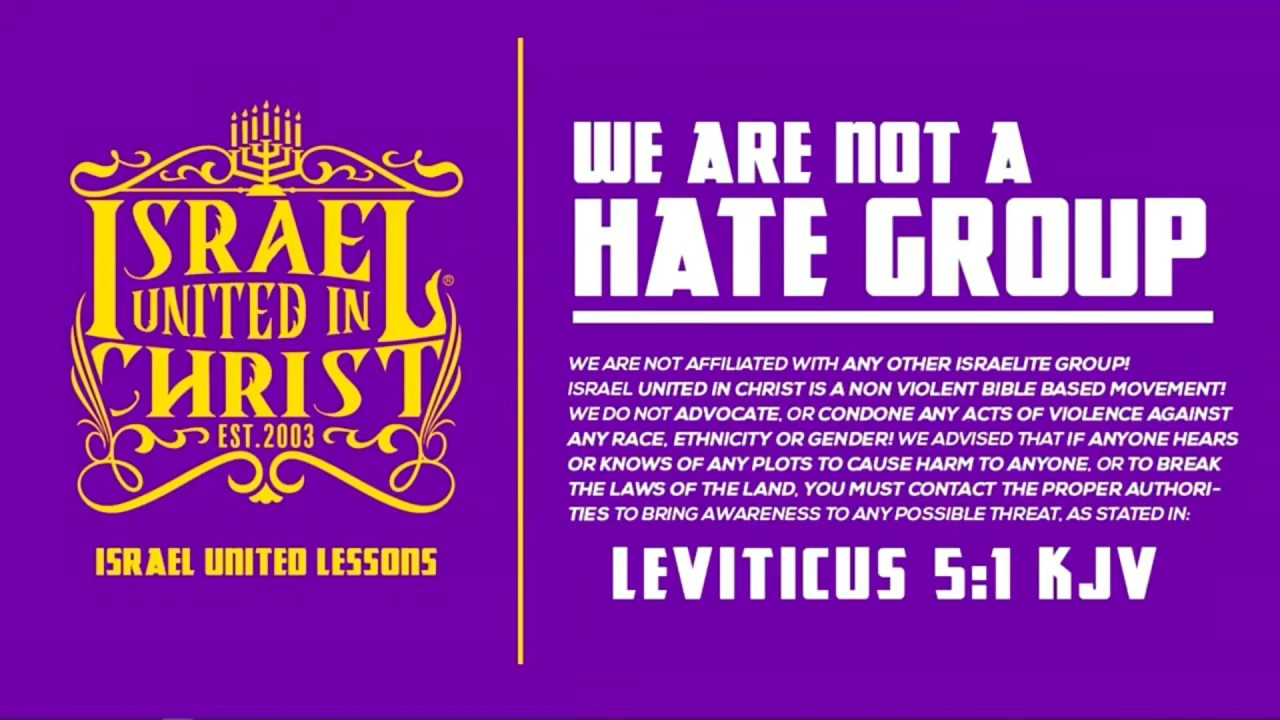 ISRAEL
UNITED IN
CHRIST®
EST.2003
ISRAEL UNITED LESSONS
WE ARE NOT A
HATE GROUP
WE ARE NOT AFFILIATED WITH ANY OTHER ISRAELITE GROUP!
ISRAEL UNITED IN CHRIST IS A NON VIOLENT BIBLE BASED MOVEMENT!
WE DO NOT ADVOCATE, OR CONDONE ANY ACTS OF VIOLENCE AGAINST
ANY RACE, ETHNICITY OR GENDER! WE ADVISED THAT IF ANYONE HEARS
OR KNOWS OF ANY PLOTS TO CAUSE HARM TO ANYONE, OR TO BREAK
THE LAWS OF THE LAND, YOU MUST CONTACT THE PROPER AUTHORI-
TIES TO BRING AWARENESS TO ANY POSSIBLE THREAT, AS STATED IN:
LEVITICUS 5:1 KJV